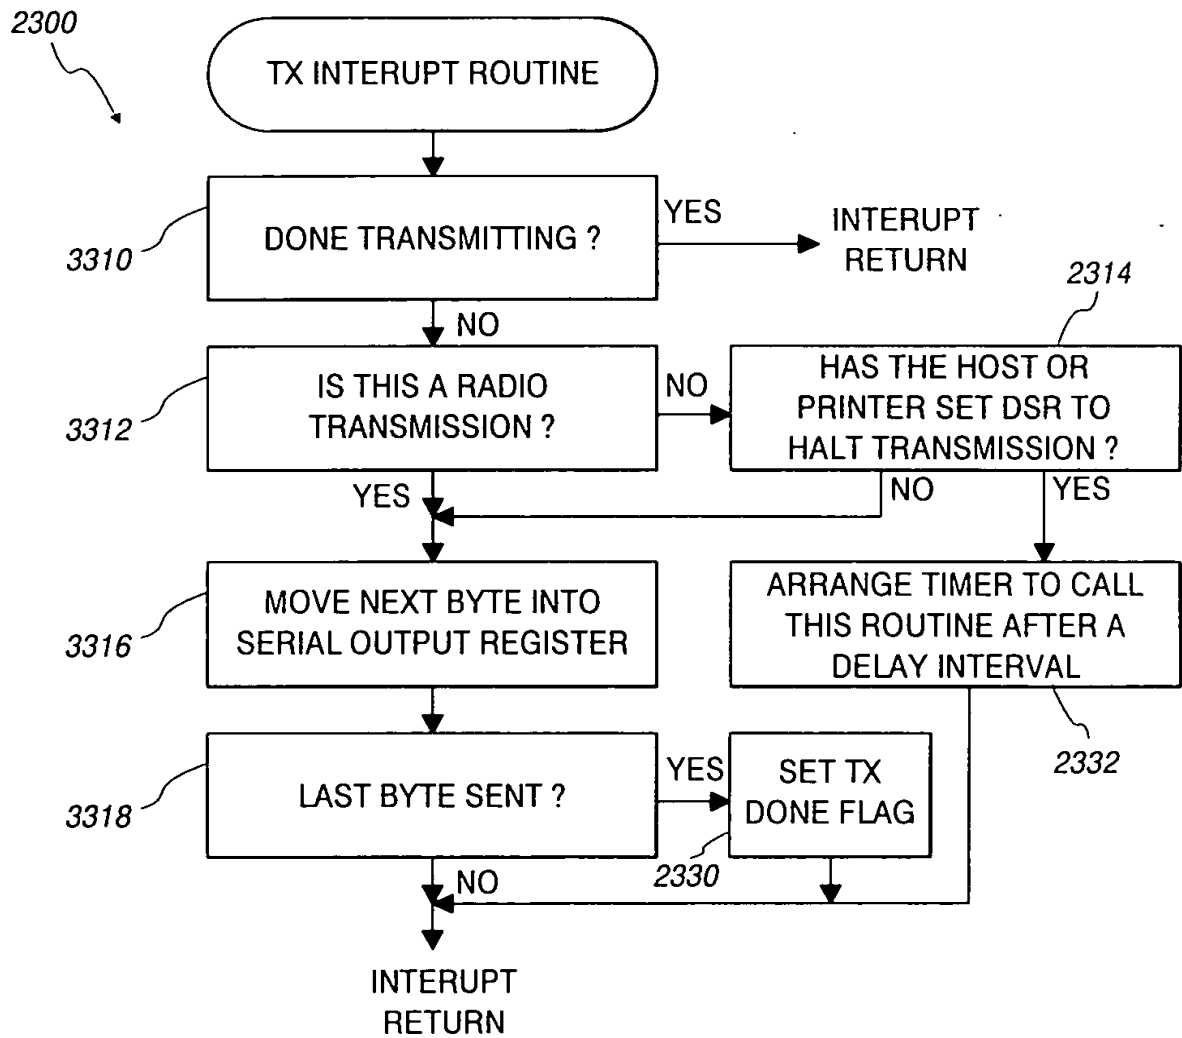 2300
TX INTERUPT ROUTINE
3310
DONE TRANSMITTING ?
YES
INTERUPT
RETURN
NO
3312
IS THIS A RADIO
TRANSMISSION ?
NO
2314
HAS THE HOST OR
PRINTER SET DSR TO
HALT TRANSMISSION ?
YES
NO
YES
3316
MOVE NEXT BYTE INTO
SERIAL OUTPUT REGISTER
ARRANGE TIMER TO CALL
THIS ROUTINE AFTER A
DELAY INTERVAL
2332
3318
LAST BYTE SENT ?
YES
SET TX
DONE FLAG
2330
NO
INTERUPT
RETURN